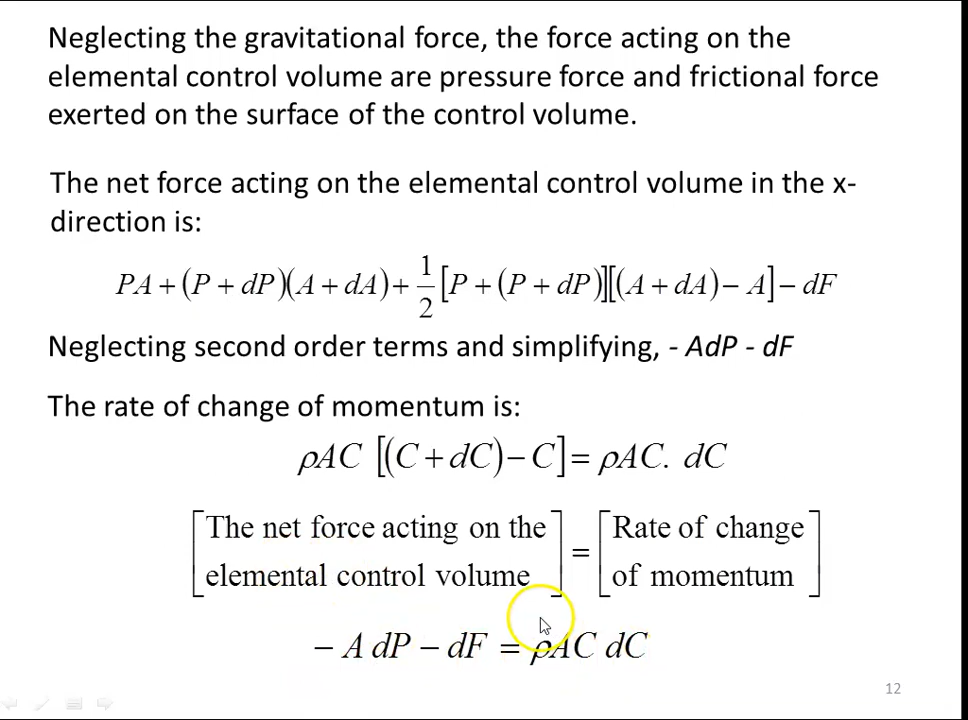 Neglecting the gravitational force, the force acting on the
elemental control volume are pressure force and frictional force
exerted on the surface of the control volume.
The net force acting on the elemental control volume in the x-
direction is:
PA + (P + dP)(A + dA) + 1/2 [P + (P + dP)][(A + dA) − A] − dF
Neglecting second order terms and simplifying, - AdP - dF
The rate of change of momentum is:
ρAC [(C + dC) − C] = ρAC. dC
[The net force acting on the elemental control volume] = [Rate of change of momentum]
− A dP − dF = ρAC dC
12